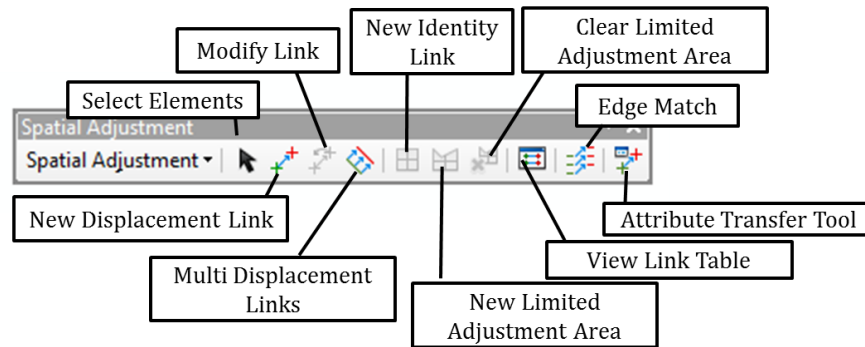 New Identity
Link
Clear Limited
Adjustment Area
Modify Link
Select Elements
Edge Match
Spatial Adjustment
Spatial Adjustment
New Displacement Link
Attribute Transfer Tool
Multi Displacement
Links
View Link Table
New Limited
Adjustment Area